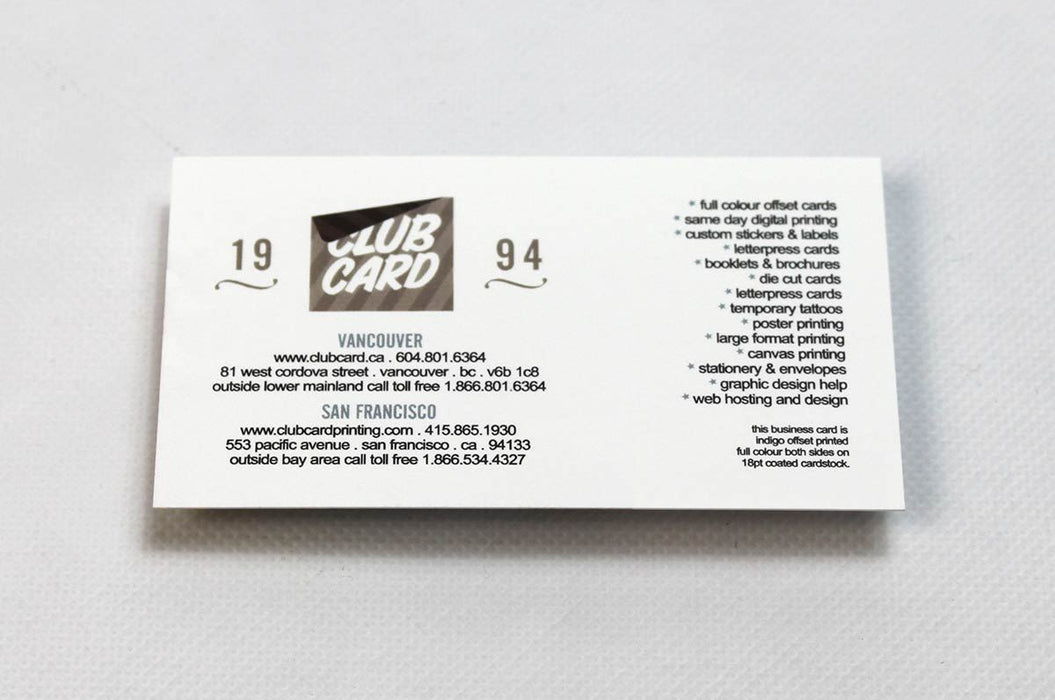 19
CLUB
CARD
94
VANCOUVER
www.clubcard.ca . 604.801.6364
81 west cordova street . vancouver . bc . v6b 1c8
outside lower mainland call toll free 1.866.801.6364
SAN FRANCISCO
www.clubcardprinting.com . 415.865.1930
553 pacific avenue . san francisco . ca . 94133
outside bay area call toll free 1.866.534.4327
* full colour offset cards
* same day digital printing
* custom stickers & labels
* letterpress cards
* booklets & brochures
* die cut cards
* letterpress cards
* temporary tattoos
* poster printing
* large format printing
* canvas printing
* stationery & envelopes
* graphic design help
* web hosting and design
this business card is
indigo offset printed
full colour both sides on
18pt coated cardstock.